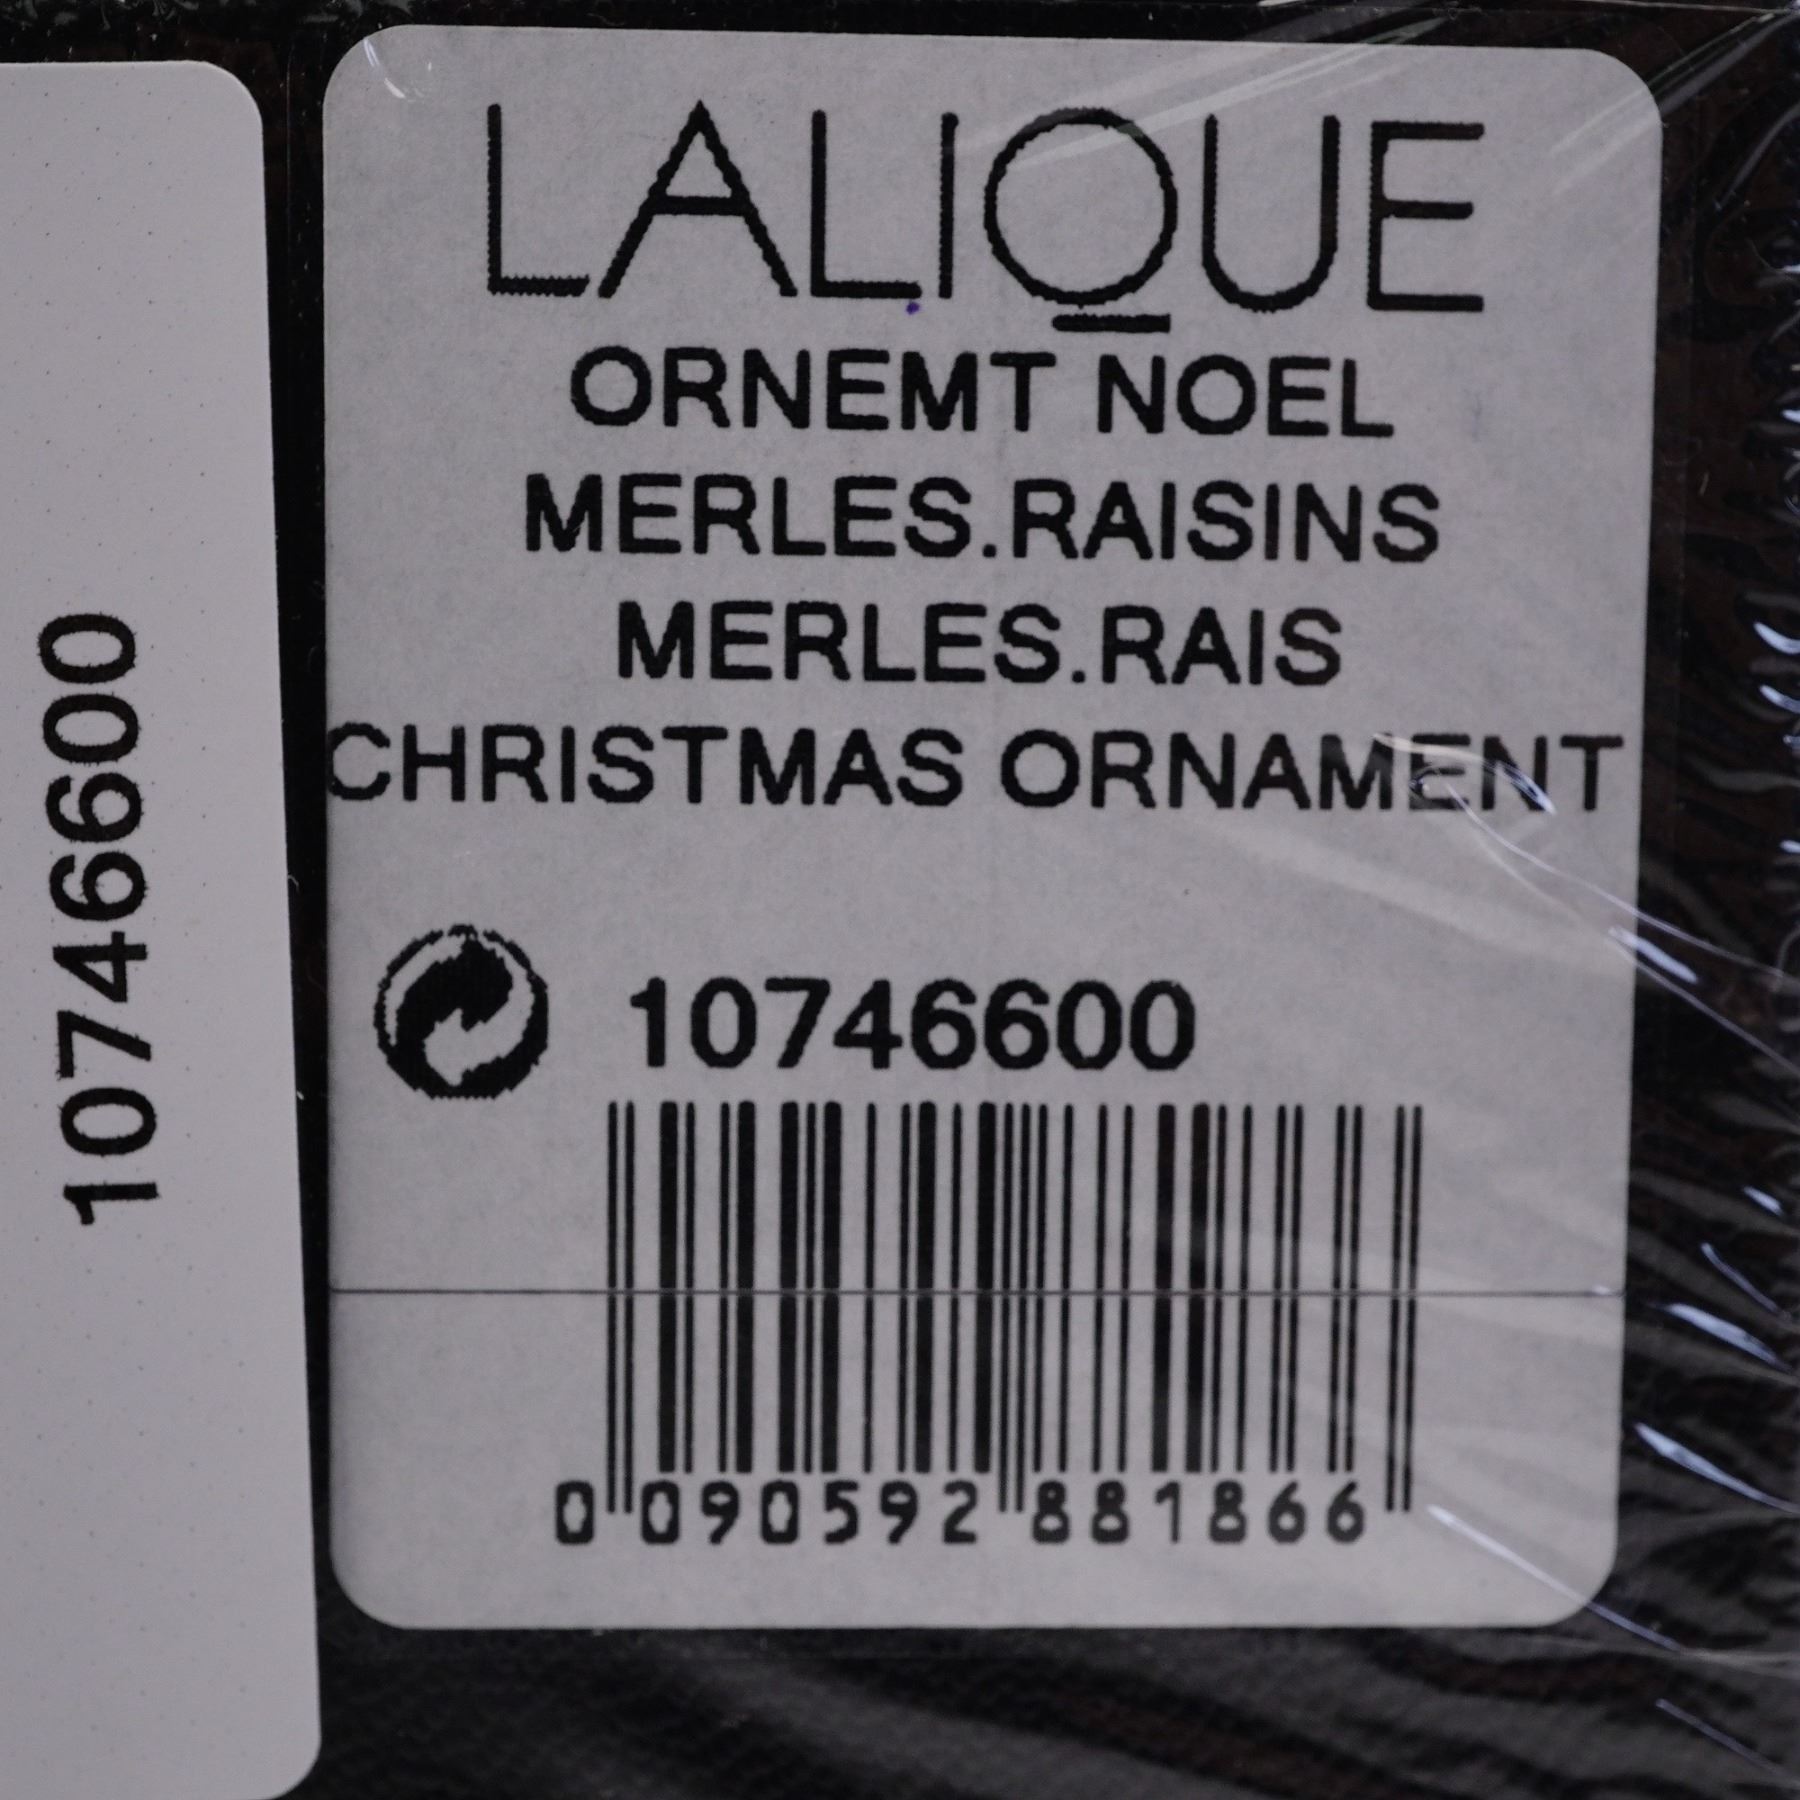 10746600
LALIQUE
ORNEMT NOEL
MERLES.RAISINS
MERLES.RAIS
CHRISTMAS ORNAMENT
10746600
0 090592 881866